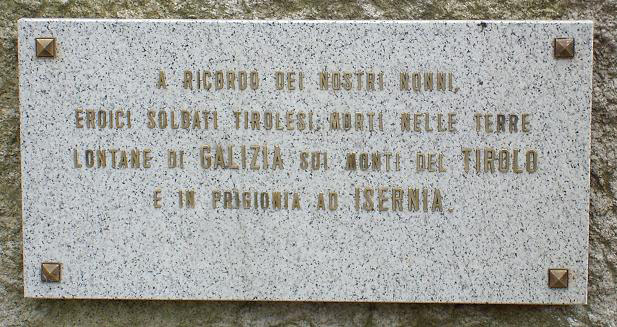 A RICORDO DEI NOSTRI NONNI,
EROICI SOLDATI TIROLESI, MORTI NELLE TERRE
LONTANE DI GALIZIA SUI MONTI DEL TIROLO
E IN PRIGIONIA AD ISERNIA.